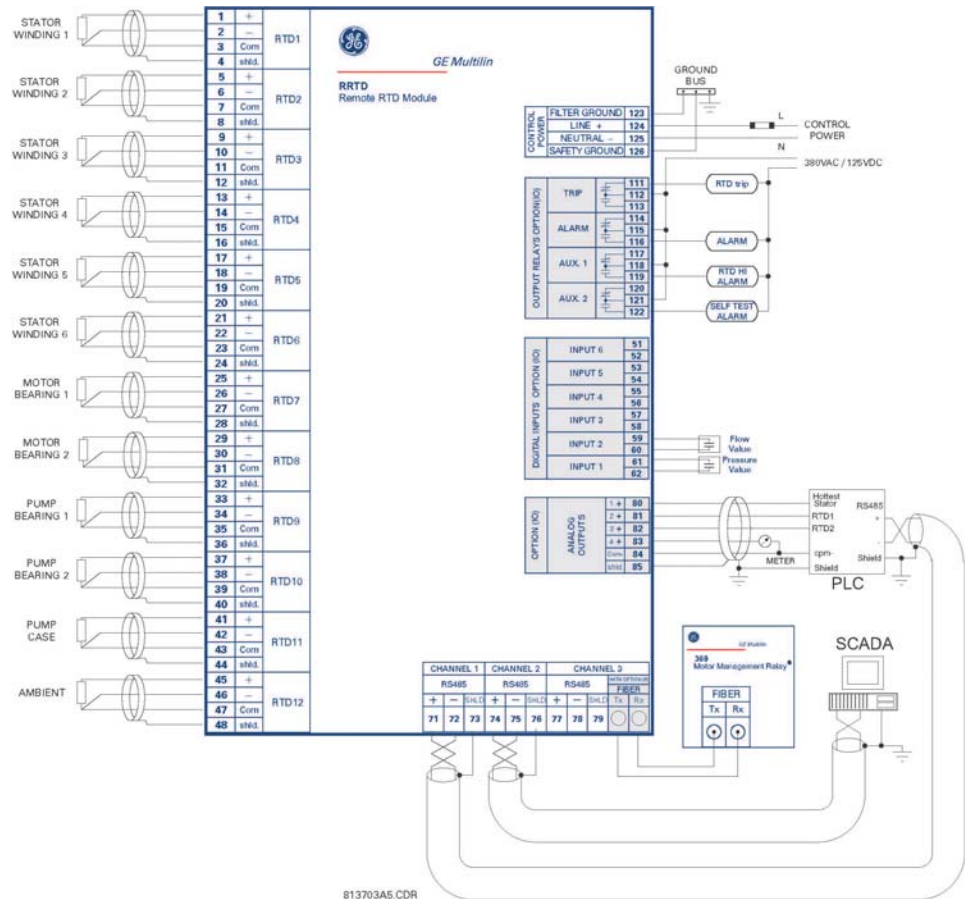 STATOR WINDING 1
1 +
2 −
3 Com
4 shld.
RTD1
STATOR WINDING 2
5 +
6 −
7 Com
8 shld.
RTD2
STATOR WINDING 3
9 +
10 −
11 Com
12 shld.
RTD3
STATOR WINDING 4
13 +
14 −
15 Com
16 shld.
RTD4
STATOR WINDING 5
17 +
18 −
19 Com
20 shld.
RTD5
STATOR WINDING 6
21 +
22 −
23 Com
24 shld.
RTD6
MOTOR BEARING 1
25 +
26 −
27 Com
28 shld.
RTD7
MOTOR BEARING 2
29 +
30 −
31 Com
32 shld.
RTD8
PUMP BEARING 1
33 +
34 −
35 Com
36 shld.
RTD9
PUMP BEARING 2
37 +
38 −
39 Com
40 shld.
RTD10
PUMP CASE
41 +
42 −
43 Com
44 shld.
RTD11
AMBIENT
45 +
46 −
47 Com
48 shld.
RTD12
GE Multilin
RRTD
Remote RTD Module
CONTROL POWER
FILTER GROUND 123
LINE + 124
NEUTRAL - 125
SAFETY GROUND 126
GROUND BUS
L
CONTROL POWER
N
380VAC / 125VDC
OUTPUT RELAYS OPTION(IO)
TRIP
111
112
113
ALARM
114
115
116
AUX. 1
117
118
119
AUX. 2
120
121
122
RTD trip
ALARM
RTD HI ALARM
SELF TEST ALARM
DIGITAL INPUTS OPTION (IO)
INPUT 6 51 52
INPUT 5 53 54
INPUT 4 55 56
INPUT 3 57 58
INPUT 2 59 60
INPUT 1 61 62
Flow Value
Pressure Value
OPTION (IO)
ANALOG OUTPUTS
1 + 80
2 + 81
3 + 82
4 + 83
Com- 84
shld 85
METER
Hottest Stator
RTD1
RTD2
cpm-
Shield
RS485
+
-
Shield
PLC
CHANNEL 1 CHANNEL 2 CHANNEL 3
RS485 RS485 RS485
FIBER
+ − SHLD + − SHLD + − SHLD Tx Rx
71 72 73 74 75 76 77 78 79
GE Multilin
369
Motor Management Relay
FIBER
Tx Rx
SCADA
813703A5.CDR